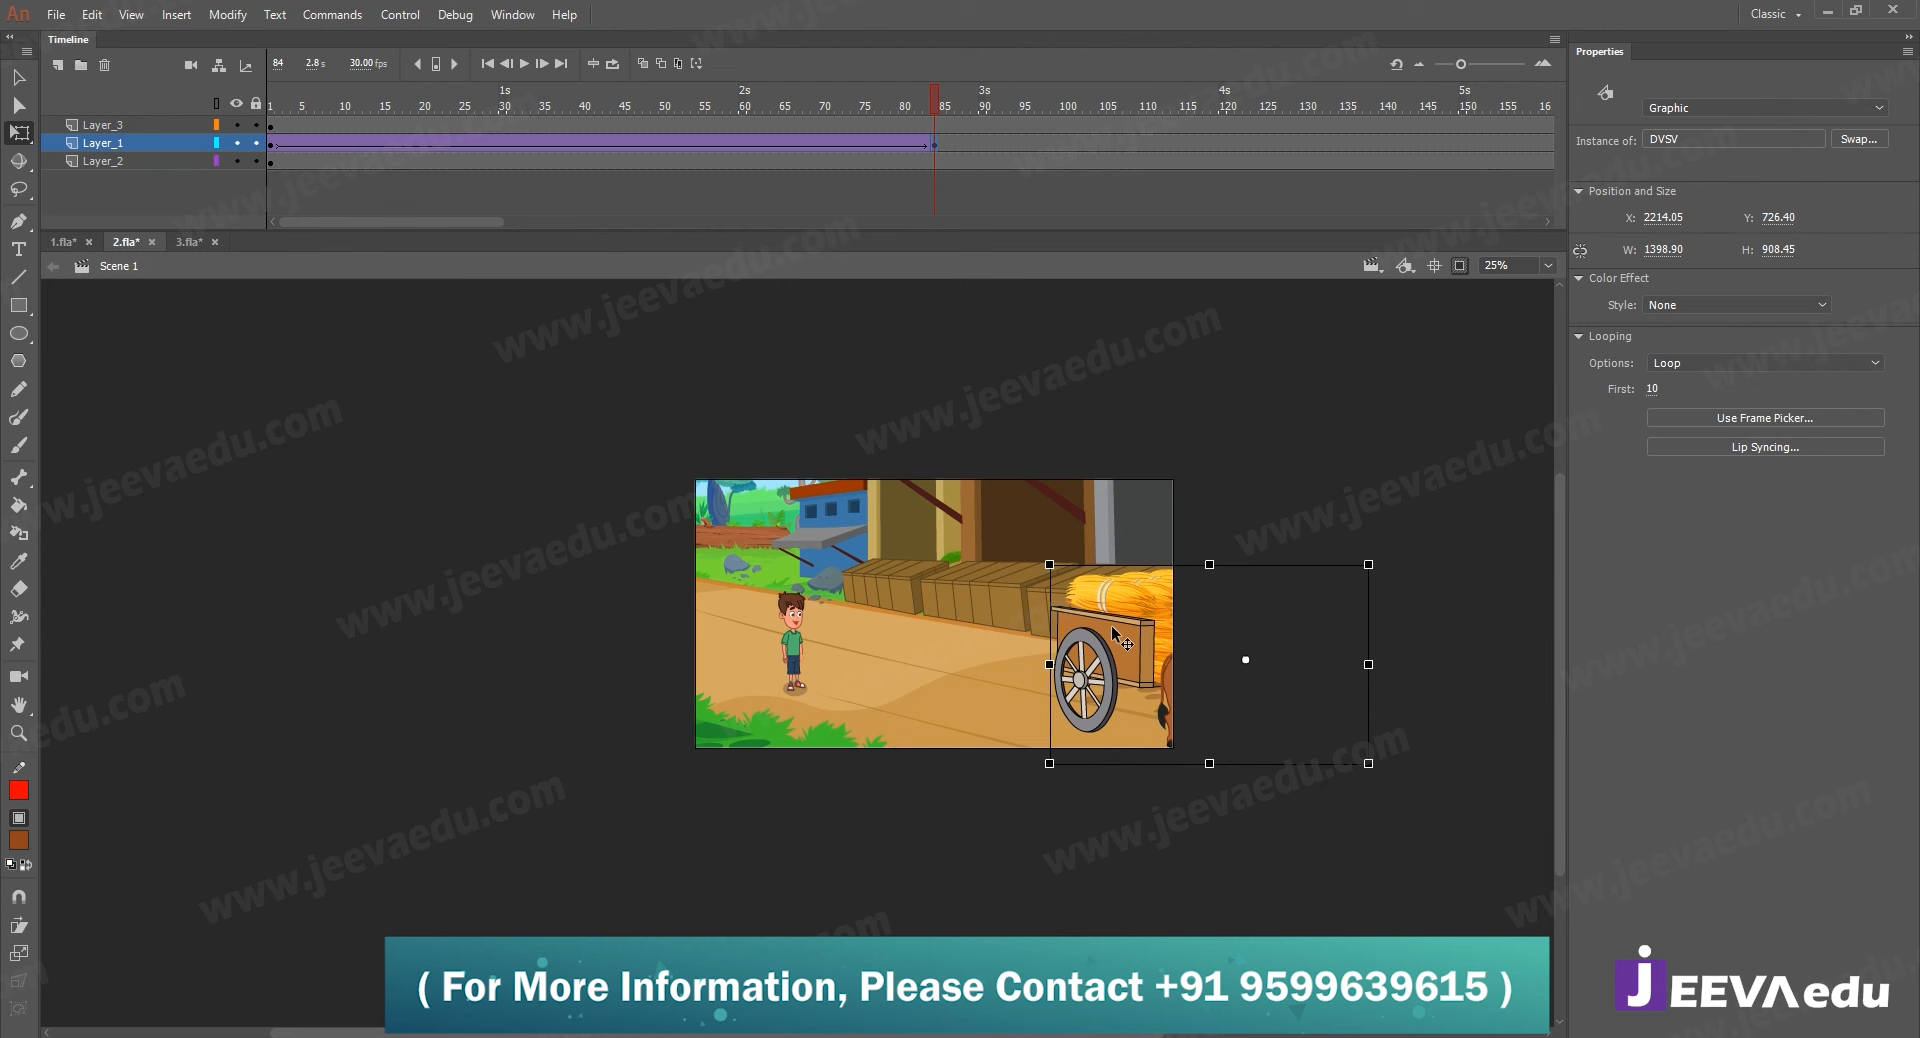 An File Edit View Insert Modify Text Commands Control Debug Window Help Classic
Timeline
Properties
84 2.8 s 30.00 fps
1s 2s 3s 4s 5s
1 5 10 15 20 25 30 35 40 45 50 55 60 65 70 75 80 85 90 95 100 105 110 115 120 125 130 135 140 145 150 155 16
Layer_3
Layer_1
Layer_2
Graphic
Instance of: DVSV Swap...
Position and Size
X: 2214.05 Y: 726.40
W: 1398.90 H: 908.45
Color Effect
Style: None
Looping
Options: Loop
First: 10
Use Frame Picker...
Lip Syncing...
1.fla* × 2.fla* × 3.fla* ×
Scene 1 25%
www.jeevaedu.com
( For More Information, Please Contact +91 9599639615 )
JEEVA edu